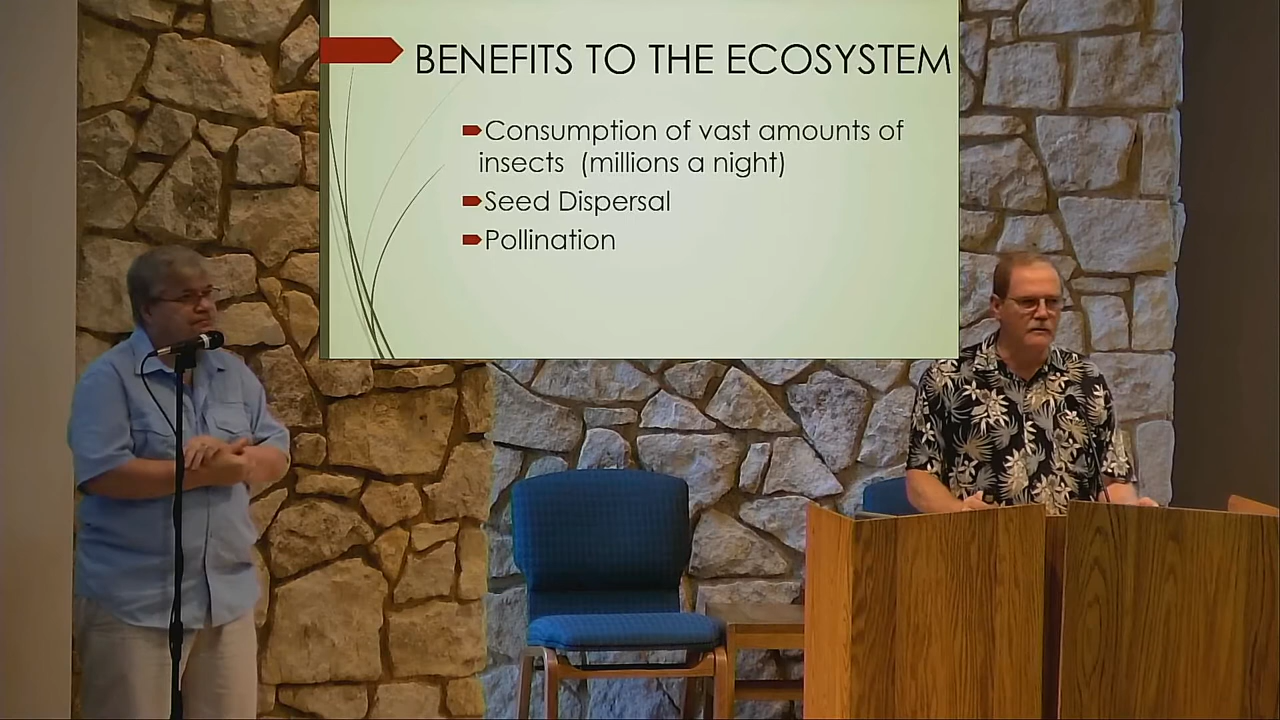 BENEFITS TO THE ECOSYSTEM
Consumption of vast amounts of
insects (millions a night)
Seed Dispersal
Pollination